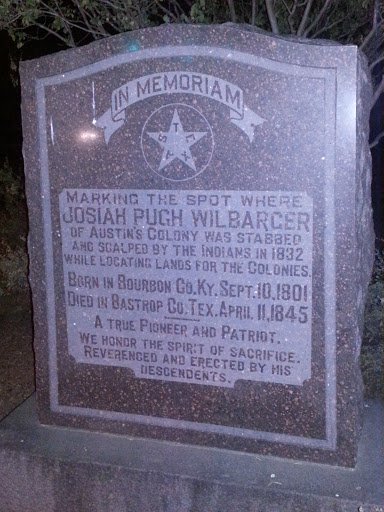 IN MEMORIAM
TEXAS
MARKING THE SPOT WHERE
JOSIAH PUGH WILBARGER
OF AUSTIN'S COLONY WAS STABBED
AND SCALPED BY THE INDIANS IN 1832
WHILE LOCATING LANDS FOR THE COLONIES.
BORN IN BOURBON CO. KY. SEPT. 10, 1801
DIED IN BASTROP CO. TEX. APRIL 11, 1845
A TRUE PIONEER AND PATRIOT.
WE HONOR THE SPIRIT OF SACRIFICE.
REVERENCED AND ERECTED BY HIS
DESCENDENTS.